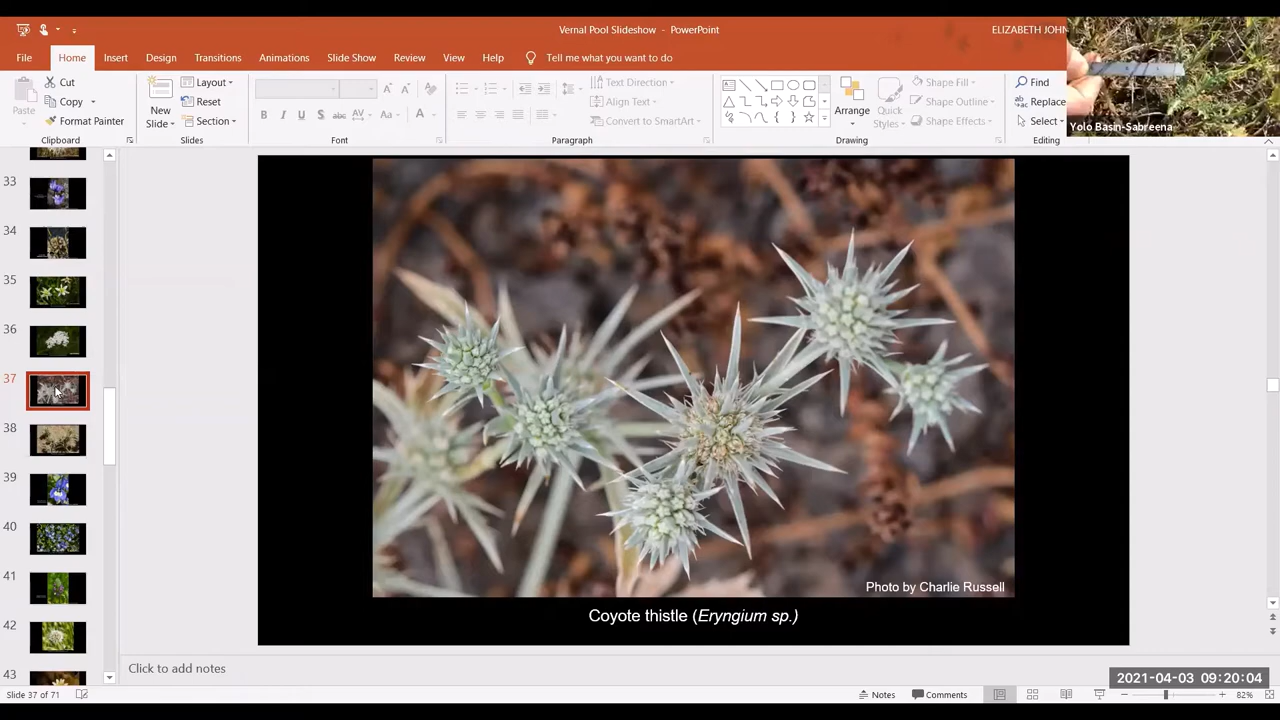 Vernal Pool Slideshow - PowerPoint
ELIZABETH JOHN
File Home Insert Design Transitions Animations Slide Show Review View Help Tell me what you want to do
Paste
Cut
Copy
Format Painter
Clipboard
New Slide
Layout
Reset
Section
Slides
B I U S abc AV Aa A
Font
Text Direction
Align Text
Convert to SmartArt
Paragraph
Arrange
Quick Styles
Shape Fill
Shape Outline
Shape Effects
Drawing
Find
Replace
Select
Editing
Yolo Basin-Sabreena
33
34
35
36
37
38
39
40
41
42
43
Photo by Charlie Russell
Coyote thistle (Eryngium sp.)
Click to add notes
2021-04-03 09:20:04
Slide 37 of 71
Notes Comments
82%